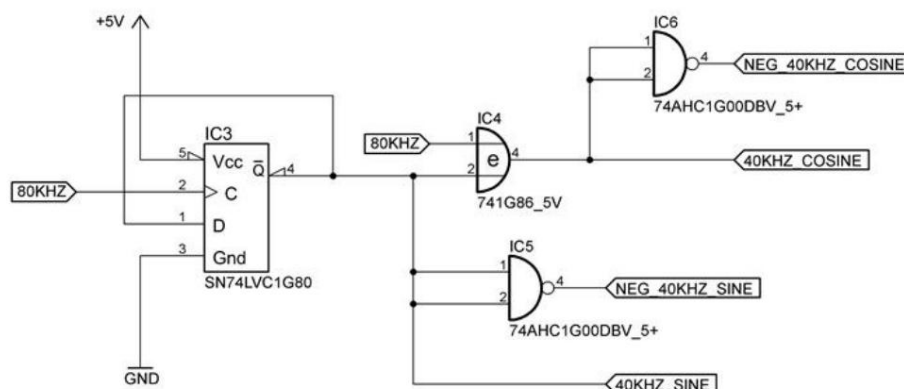 +5V
IC3
5
Vcc
Q
4
80KHZ
2
C
1
D
3
Gnd
SN74LVC1G80
GND
80KHZ
IC4
1
2
e
4
741G86_5V
IC6
1
2
4
NEG_40KHZ_COSINE
74AHC1G00DBV_5+
40KHZ_COSINE
IC5
1
2
4
NEG_40KHZ_SINE
74AHC1G00DBV_5+
40KHZ_SINE